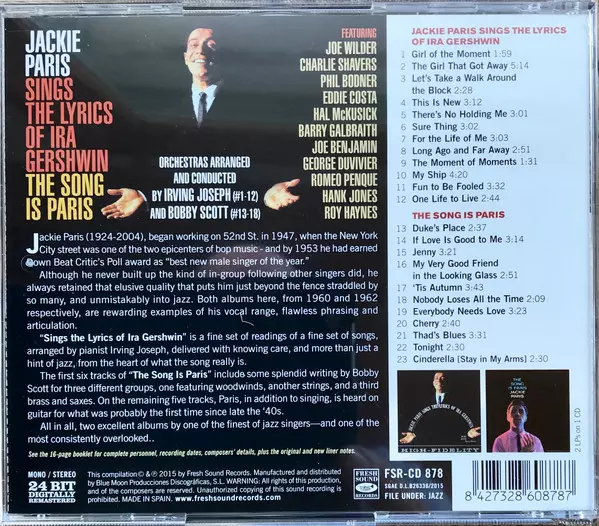 JACKIE
PARIS
SINGS
THE LYRICS
OF IRA
GERSHWIN
THE SONG
IS PARIS
FEATURING
JOE WILDER
CHARLIE SHAVERS
PHIL BODNER
EDDIE COSTA
HAL McKUSICK
BARRY GALBRAITH
JOE BENJAMIN
GEORGE DUVIVIER
ROMEO PENQUE
HANK JONES
ROY HAYNES
ORCHESTRAS ARRANGED
AND CONDUCTED
BY IRVING JOSEPH (#1-12)
AND BOBBY SCOTT (#13-18)
Jackie Paris (1924-2004), began working on 52nd St. in 1947, when the New York
City street was one of the two epicenters of bop music - and by 1953 he had earned
Down Beat Critic's Poll award as "best new male singer of the year."
Although he never built up the kind of in-group following other singers did, he
always retained that elusive quality that puts him just beyond the fence straddled by
so many, and unmistakably into jazz. Both albums here, from 1960 and 1962
respectively, are rewarding examples of his vocal range, flawless phrasing and
articulation.
"Sings the Lyrics of Ira Gershwin" is a fine set of readings of a fine set of songs,
arranged by pianist Irving Joseph, delivered with knowing care, and more than just a
hint of jazz, from the heart of what the song really is.
The first six tracks of "The Song Is Paris" include some splendid writing by Bobby
Scott for three different groups, one featuring woodwinds, another strings, and a third
brass and saxes. On the remaining five tracks, Paris, in addition to singing, is heard on
guitar for what was probably the first time since late the '40s.
All in all, two excellent albums by one of the finest of jazz singers—and one of the
most consistently overlooked..
See the 16-page booklet for complete personnel, recording dates, composers' details, plus the original and new liner notes.
MONO / STEREO
24 BIT
DIGITALLY
REMASTERED
This compilation © & ℗ 2015 by Fresh Sound Records. Manufactured and distributed
by Blue Moon Producciones Discográficas, S.L. WARNING: All rights of this production,
and of the composers are reserved. Unauthorized copying of this sound recording is prohibited.
MADE IN SPAIN. www.freshsoundrecords.com
FRESH
SOUND
records
JACKIE PARIS SINGS THE LYRICS
OF IRA GERSHWIN
1 Girl of the Moment 1:59
2 The Girl That Got Away 5:14
3 Let's Take a Walk Around
the Block 2:28
4 This Is New 3:12
5 There's No Holding Me 3:01
6 Sure Thing 3:02
7 For the Life of Me 3:03
8 Long Ago and Far Away 2:51
9 The Moment of Moments 1:31
10 My Ship 4:20
11 Fun to Be Fooled 3:32
12 One Life to Live 2:44
THE SONG IS PARIS
13 Duke's Place 2:37
14 If Love Is Good to Me 2:34
15 Jenny 3:21
16 My Very Good Friend
in the Looking Glass 2:51
17 'Tis Autumn 3:43
18 Nobody Loses All the Time 2:09
19 Everybody Needs Love 3:23
20 Cherry 2:40
21 Thad's Blues 3:31
22 Tonight 2:30
23 Cinderella (Stay in My Arms) 2:24
HIGH-FIDELITY
THE SONG
IS PARIS
JACKIE
PARIS
2 LPs on 1 CD
FSR-CD 878
SGAE D.L.B26338/2015
FILE UNDER: JAZZ
8 427328 608787